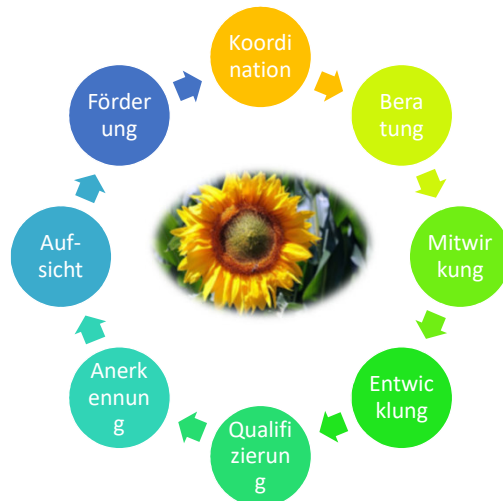 Koordi
nation
Bera
tung
Mitwir
kung
Entwic
klung
Qualifi
zierun
g
Anerk
ennun
g
Auf-
sicht
Förder
ung